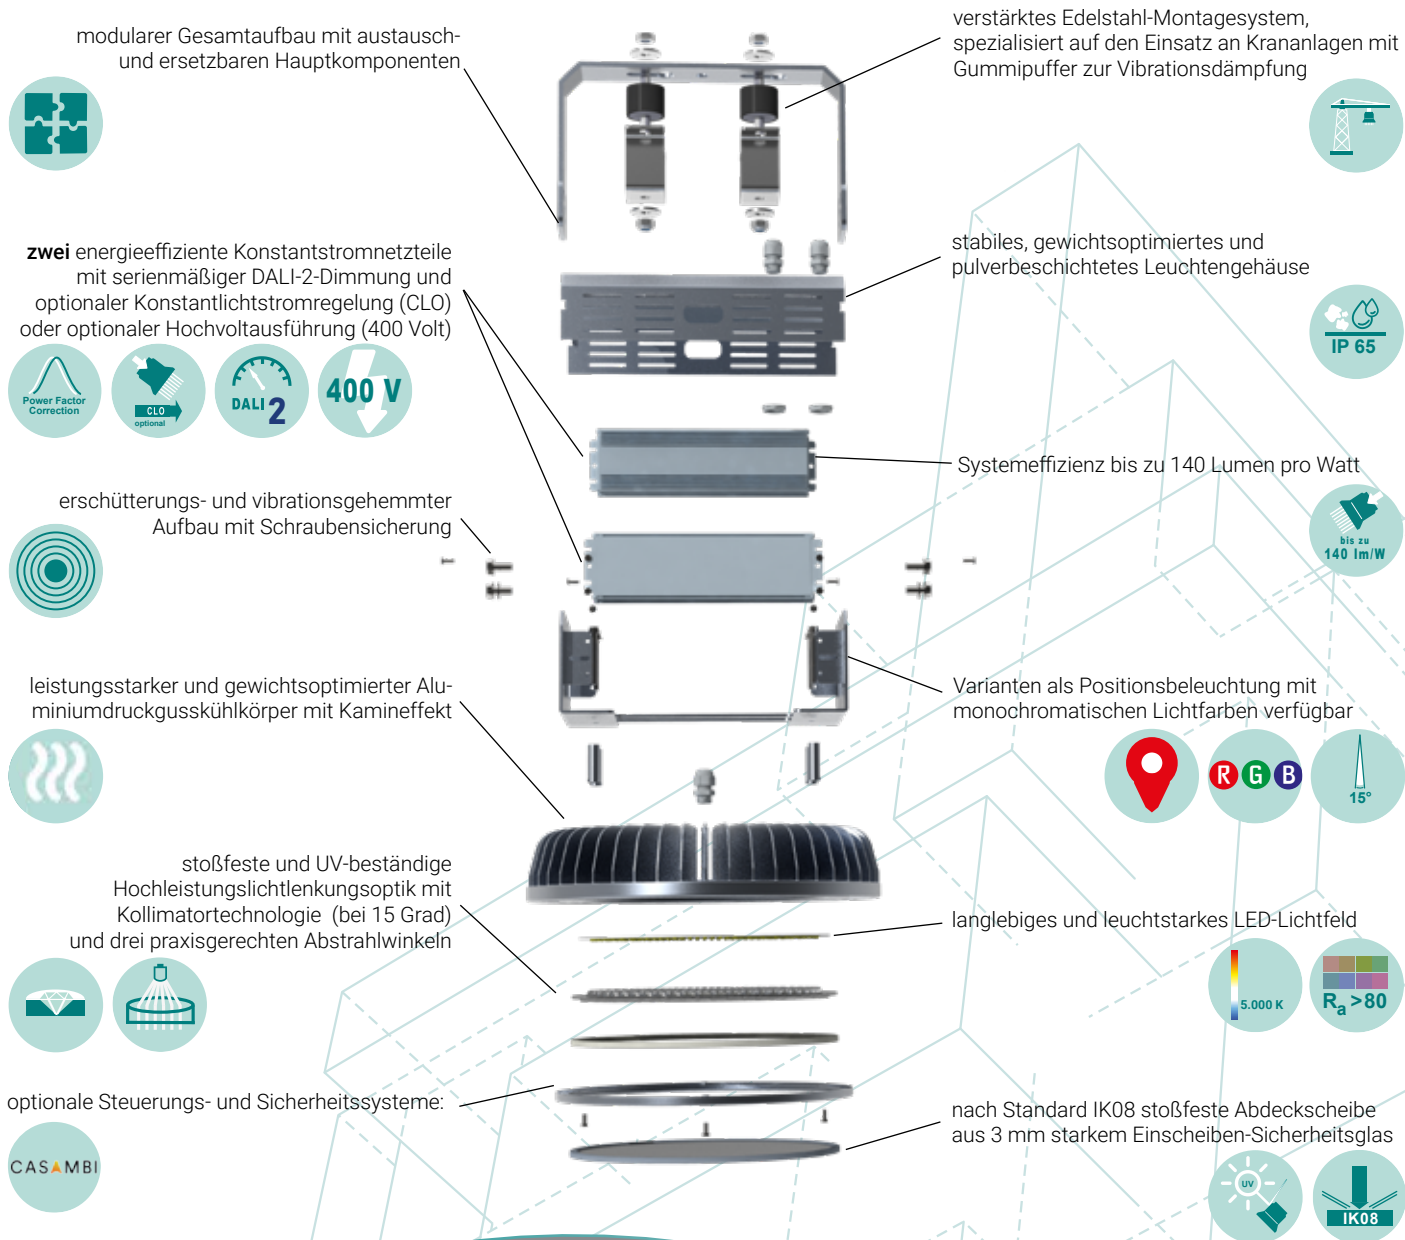 modularer Gesamtaufbau mit austausch-
und ersetzbaren Hauptkomponenten
verstärktes Edelstahl-Montagesystem,
spezialisiert auf den Einsatz an Krananlagen mit
Gummipuffer zur Vibrationsdämpfung
zwei energieeffiziente Konstantstromnetzteile
mit serienmäßiger DALI-2-Dimmung und
optionaler Konstantlichtstromregelung (CLO)
oder optionaler Hochvoltausführung (400 Volt)
Power Factor
Correction
CLO
optional
DALI 2
400 V
stabiles, gewichtsoptimiertes und
pulverbeschichtetes Leuchtengehäuse
IP 65
Systemeffizienz bis zu 140 Lumen pro Watt
bis zu
140 lm/W
erschütterungs- und vibrationsgehemmter
Aufbau mit Schraubensicherung
leistungsstarker und gewichtsoptimierter Alu-
miniumdruckgusskühlkörper mit Kamineffekt
Varianten als Positionsbeleuchtung mit
monochromatischen Lichtfarben verfügbar
R G B
15°
stoßfeste und UV-beständige
Hochleistungslichtlenkungsoptik mit
Kollimatortechnologie (bei 15 Grad)
und drei praxisgerechten Abstrahlwinkeln
langlebiges und leuchtstarkes LED-Lichtfeld
5.000 K
Ra >80
optionale Steuerungs- und Sicherheitssysteme:
CASAMBI
nach Standard IK08 stoßfeste Abdeckscheibe
aus 3 mm starkem Einscheiben-Sicherheitsglas
UV
IK08